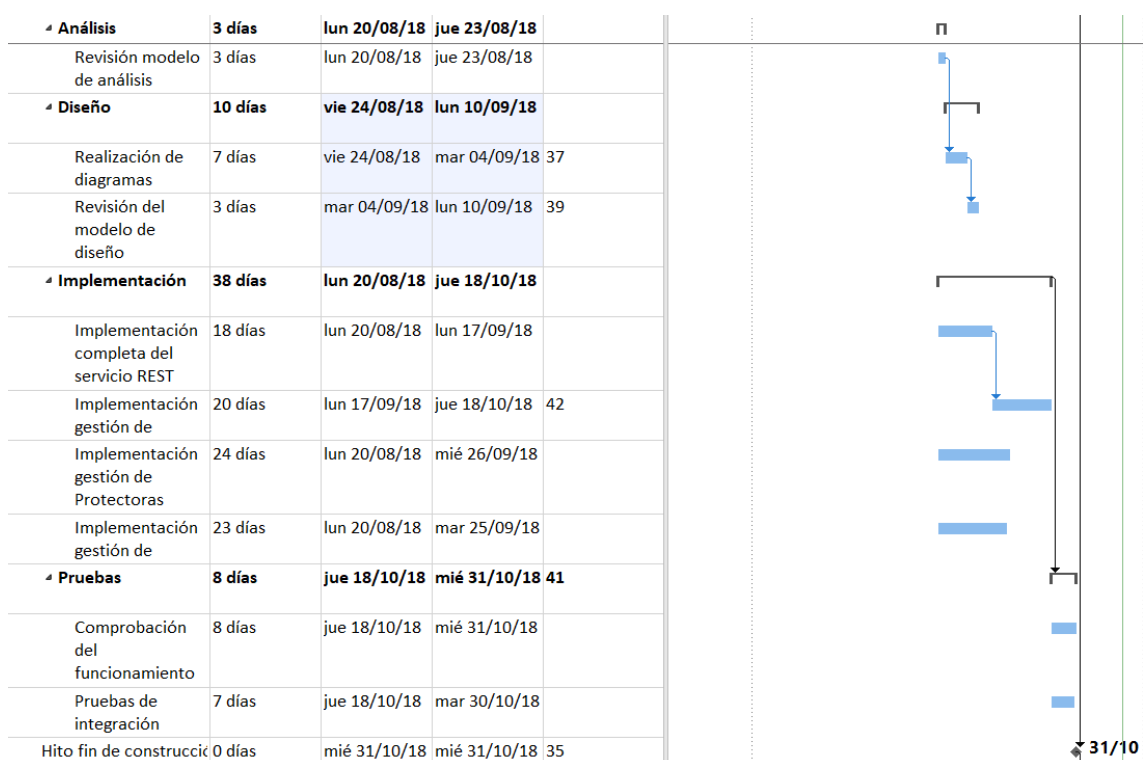 Análisis 3 días lun 20/08/18 jue 23/08/18
Revisión modelo 3 días lun 20/08/18 jue 23/08/18
de análisis
Diseño 10 días vie 24/08/18 lun 10/09/18
Realización de 7 días vie 24/08/18 mar 04/09/18 37
diagramas
Revisión del 3 días mar 04/09/18 lun 10/09/18 39
modelo de
diseño
Implementación 38 días lun 20/08/18 jue 18/10/18
Implementación 18 días lun 20/08/18 lun 17/09/18
completa del
servicio REST
Implementación 20 días lun 17/09/18 jue 18/10/18 42
gestión de
Implementación 24 días lun 20/08/18 mié 26/09/18
gestión de
Protectoras
Implementación 23 días lun 20/08/18 mar 25/09/18
gestión de
Pruebas 8 días jue 18/10/18 mié 31/10/18 41
Comprobación 8 días jue 18/10/18 mié 31/10/18
del
funcionamiento
Pruebas de 7 días jue 18/10/18 mar 30/10/18
integración
Hito fin de construcció 0 días mié 31/10/18 mié 31/10/18 35
31/10